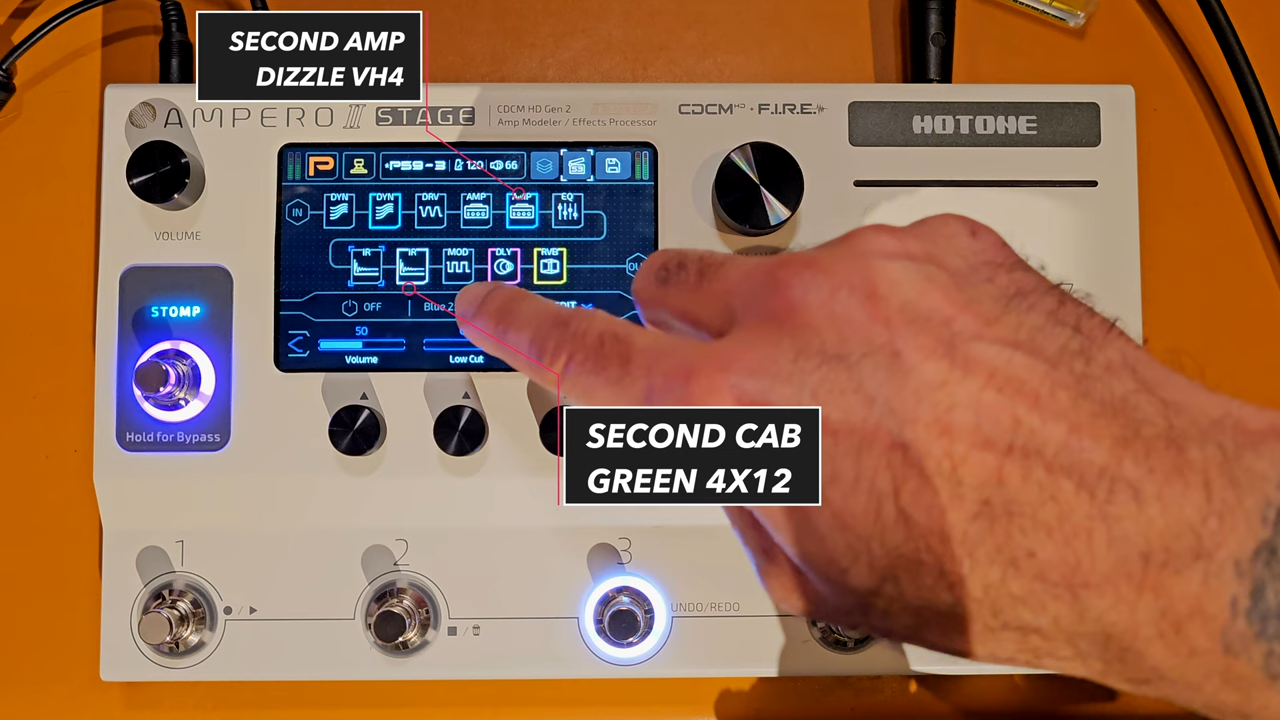 SECOND AMP
DIZZLE VH4
AMPERO II STAGE
CDCM HD Gen 2
Amp Modeler / Effects Processor
CDCM HD + F.I.R.E.
HOTONE
P59-3
120
66
VOLUME
IN
DYN
DYN
DRV
AMP
AMP
EQ
IR
IR
MOD
DLY
RVB
OFF
Blue 2
50
Volume
Low Cut
STOMP
Hold for Bypass
SECOND CAB
GREEN 4X12
1
2
3
UNDO/REDO